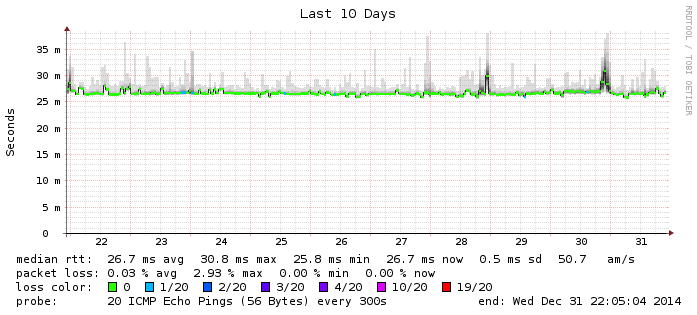 Last 10 Days
RRDTOOL / TOBI OETIKER
Seconds
35 m
30 m
25 m
20 m
15 m
10 m
5 m
0
22 23 24 25 26 27 28 29 30 31
median rtt: 26.7 ms avg 30.8 ms max 25.8 ms min 26.7 ms now 0.5 ms sd 50.7 am/s
packet loss: 0.03 % avg 2.93 % max 0.00 % min 0.00 % now
loss color: 0 1/20 2/20 3/20 4/20 10/20 19/20
probe: 20 ICMP Echo Pings (56 Bytes) every 300s end: Wed Dec 31 22:05:04 2014